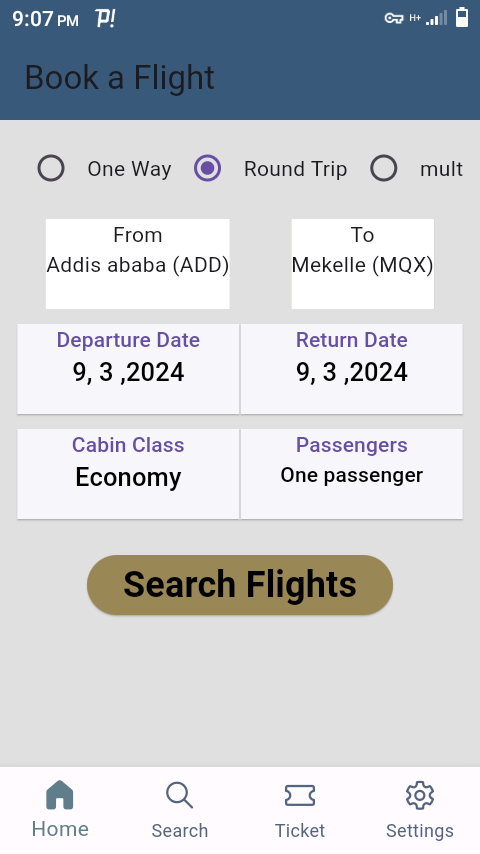 9:07 PM P! H+
Book a Flight
One Way Round Trip mult
From To
Addis ababa (ADD) Mekelle (MQX)
Departure Date Return Date
9, 3 ,2024 9, 3 ,2024
Cabin Class Passengers
Economy One passenger
Search Flights
Home Search Ticket Settings